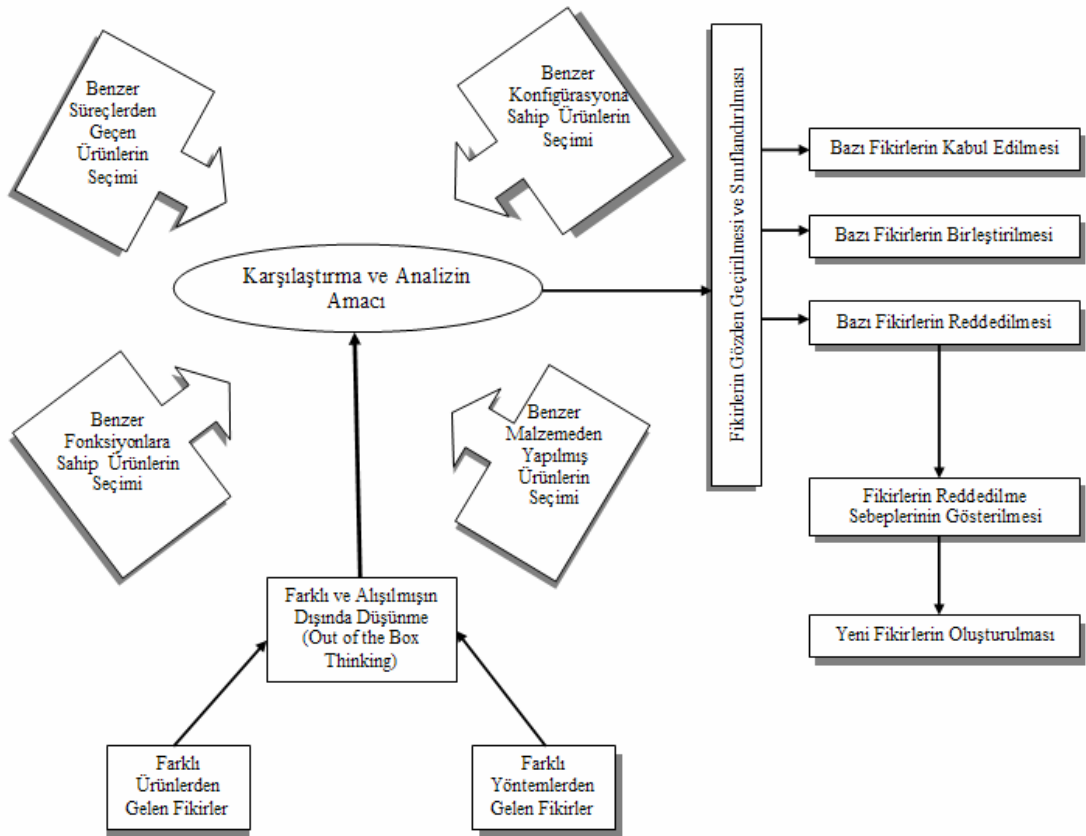 Benzer
Süreçlerden
Geçen
Ürünlerin
Seçimi
Benzer
Konfigürasyona
Sahip Ürünlerin
Seçimi
Karşılaştırma ve Analizin
Amacı
Benzer
Fonksiyonlara
Sahip Ürünlerin
Seçimi
Benzer
Malzemeden
Yapılmış
Ürünlerin
Seçimi
Farklı ve Alışılmışın
Dışında Düşünme
(Out of the Box
Thinking)
Farklı
Ürünlerden
Gelen Fikirler
Farklı
Yöntemlerden
Gelen Fikirler
Fikirlerin Gözden Geçirilmesi ve Sınıflandırılması
Bazı Fikirlerin Kabul Edilmesi
Bazı Fikirlerin Birleştirilmesi
Bazı Fikirlerin Reddedilmesi
Fikirlerin Reddedilme
Sebeplerinin Gösterilmesi
Yeni Fikirlerin Oluşturulması